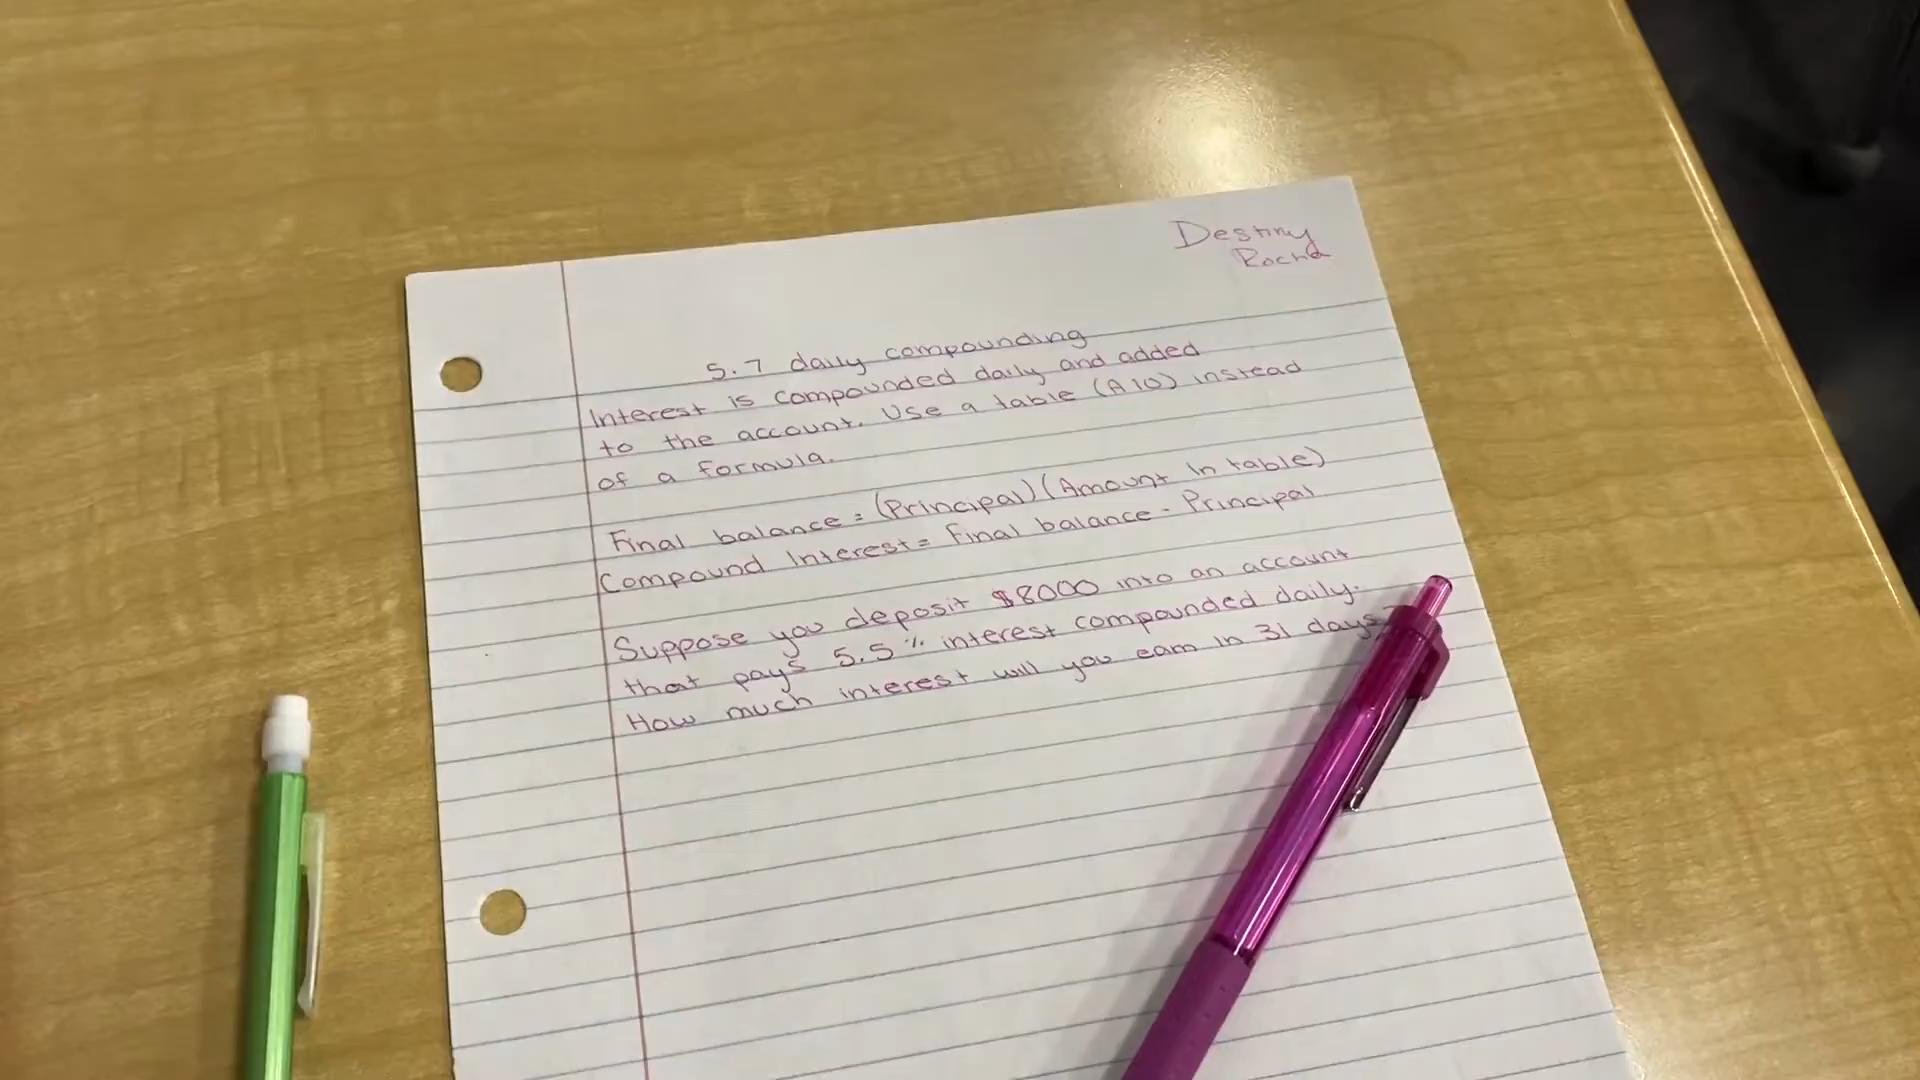 Destiny
Rocha
5.7 daily compounding
Interest is compounded daily and added
to the account. Use a table (A10) instead
of a formula.
Final balance = (Principal)(Amount in table)
Compound Interest = Final balance - Principal
Suppose you deposit $8000 into an account
that pays 5.5% interest compounded daily.
How much interest will you earn in 31 days?